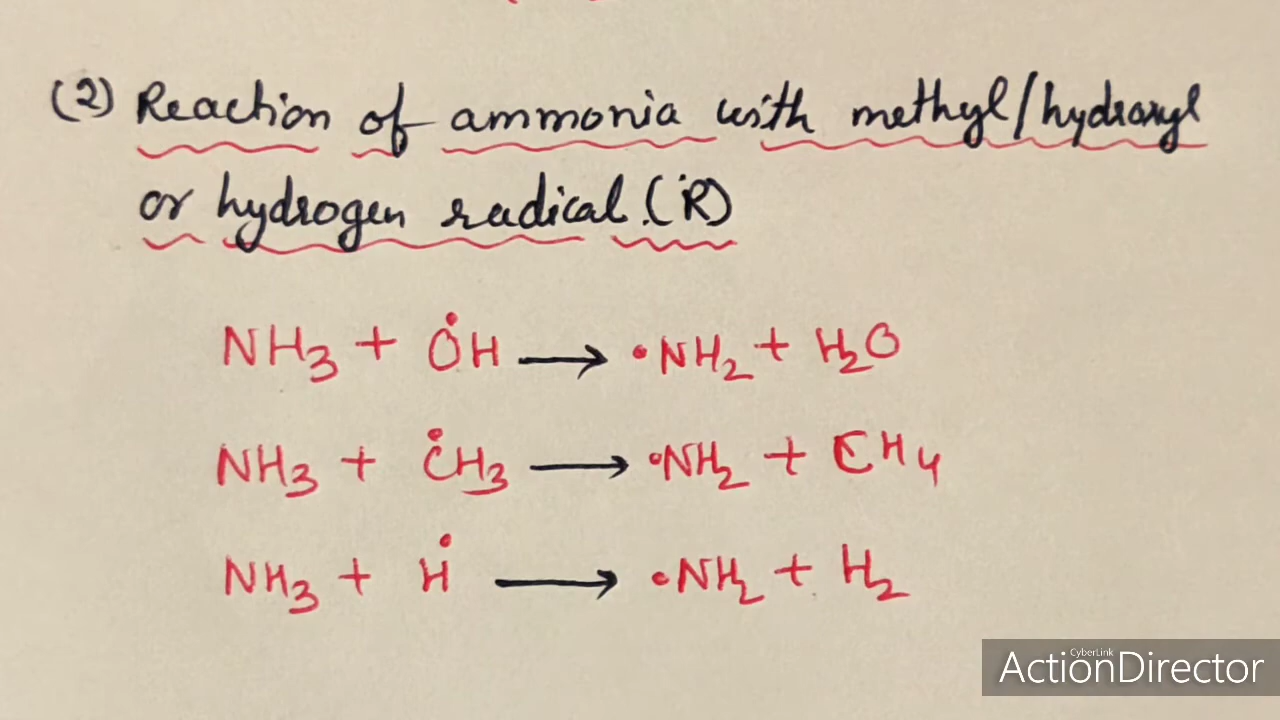 (2) Reaction of ammonia with methyl/hydroxyl
or hydrogen radical.(Ṙ)
NH₃ + ȮH ⟶ •NH₂ + H₂O
NH₃ + ĊH₃ ⟶ •NH₂ + CH₄
NH₃ + Ḣ ⟶ •NH₂ + H₂
CyberLink
ActionDirector